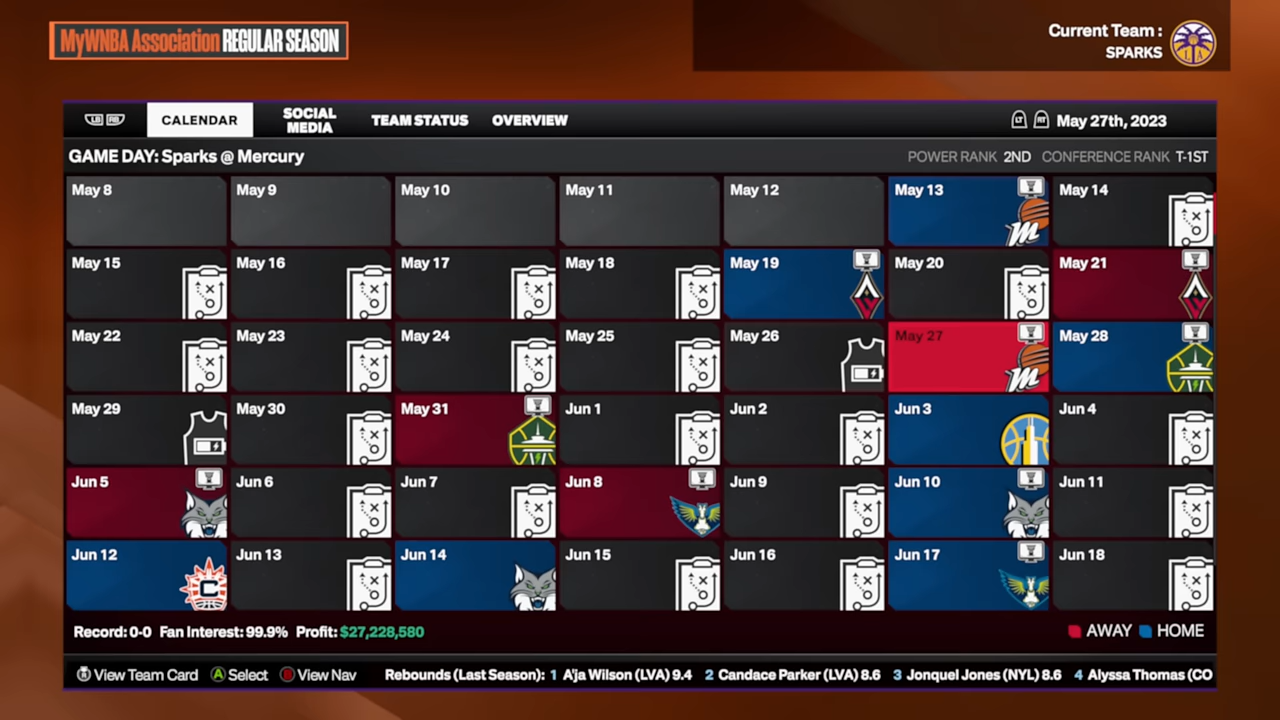 MyWNBA Association REGULAR SEASON
Current Team :
SPARKS
LB RB
CALENDAR
SOCIAL
MEDIA
TEAM STATUS
OVERVIEW
LT RT May 27th, 2023
GAME DAY: Sparks @ Mercury
POWER RANK 2ND CONFERENCE RANK T-1ST
May 8 May 9 May 10 May 11 May 12 May 13 May 14
May 15 May 16 May 17 May 18 May 19 May 20 May 21
May 22 May 23 May 24 May 25 May 26 May 27 May 28
May 29 May 30 May 31 Jun 1 Jun 2 Jun 3 Jun 4
Jun 5 Jun 6 Jun 7 Jun 8 Jun 9 Jun 10 Jun 11
Jun 12 Jun 13 Jun 14 Jun 15 Jun 16 Jun 17 Jun 18
Record: 0-0 Fan Interest: 99.9% Profit: $27,228,580
AWAY HOME
View Team Card A Select B View Nav
Rebounds (Last Season): 1 A'ja Wilson (LVA) 9.4 2 Candace Parker (LVA) 8.6 3 Jonquel Jones (NYL) 8.6 4 Alyssa Thomas (CO